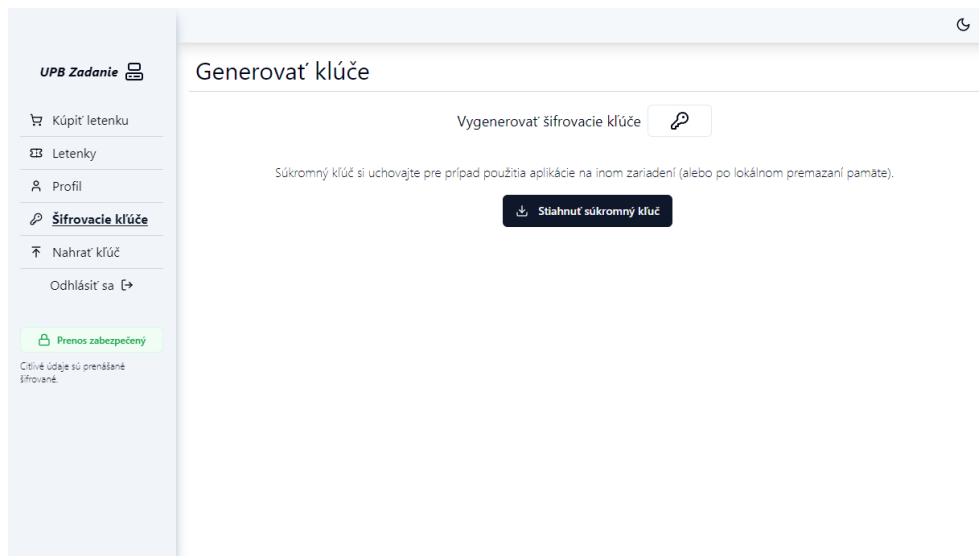 UPB Zadanie
Kúpiť letenku
Letenky
Profil
Šifrovacie kľúče
Nahrať kľúč
Odhlásiť sa
Prenos zabezpečený
Citlivé údaje sú prenášané
šifrované.
Generovať klúče
Vygenerovať šifrovacie kľúče
Súkromný kľúč si uchovajte pre prípad použitia aplikácie na inom zariadení (alebo po lokálnom premazaní pamäte).
Stiahnuť súkromný kľuč